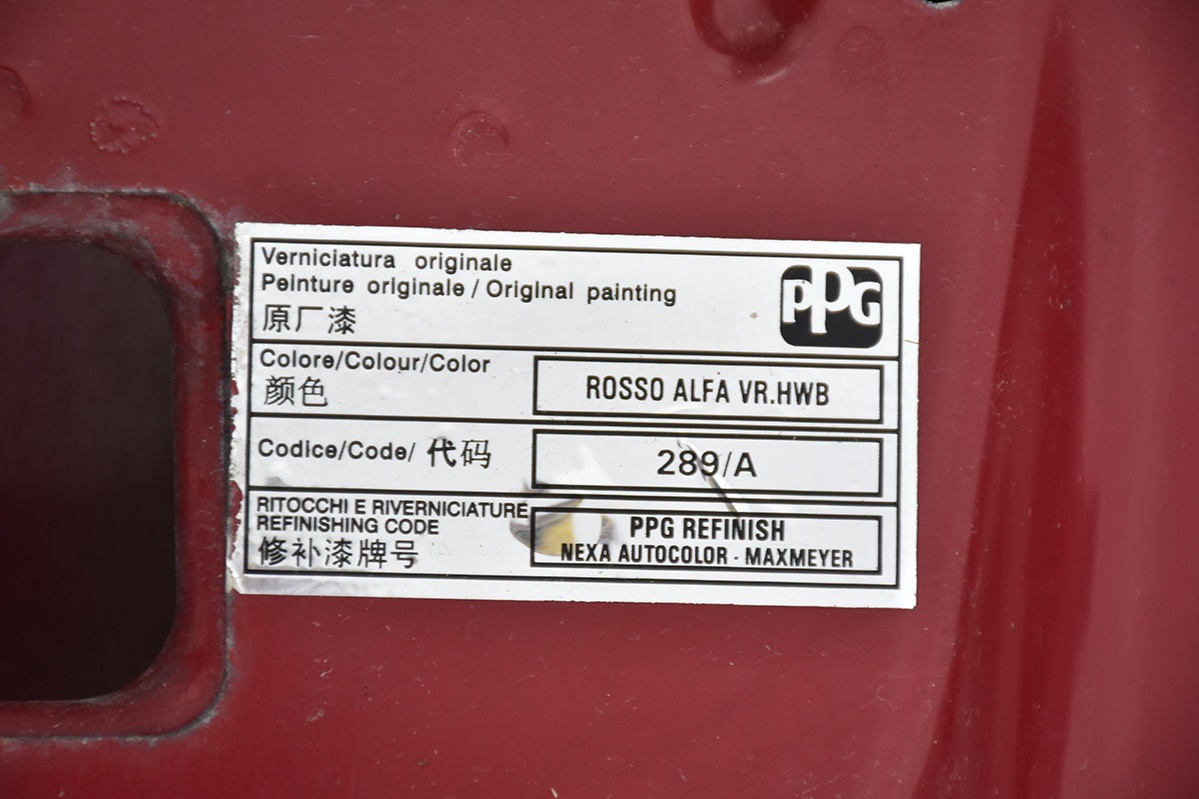 Verniciatura originale
Peinture originale / Original painting
原厂漆
PPG
Colore/Colour/Color
颜色
ROSSO ALFA VR.HWB
Codice/Code/ 代码
289/A
RITOCCHI E RIVERNICIATURE
REFINISHING CODE
修补漆牌号
PPG REFINISH
NEXA AUTOCOLOR - MAXMEYER